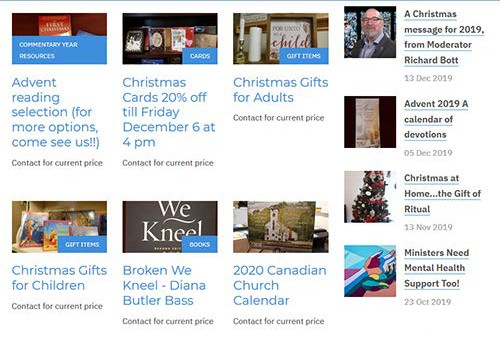 FIRST
CHRISTMAS
COMMENTARY YEAR
RESOURCES
Advent
reading
selection (for
more options,
come see us!!)
Contact for current price
CARDS
Christmas
Cards 20% off
till Friday
December 6 at
4 pm
Contact for current price
FOR UNTO
child
GIFT ITEMS
Christmas Gifts
for Adults
Contact for current price
GIFT ITEMS
Christmas Gifts
for Children
Contact for current price
We
Kneel
BOOKS
Broken We
Kneel - Diana
Butler Bass
Contact for current price
2020 Canadian
Church
Calendar
Contact for current price
A Christmas
message for 2019,
from Moderator
Richard Bott
13 Dec 2019
Advent 2019 A
calendar of
devotions
05 Dec 2019
Christmas at
Home...the Gift of
Ritual
13 Nov 2019
Ministers Need
Mental Health
Support Too!
23 Oct 2019